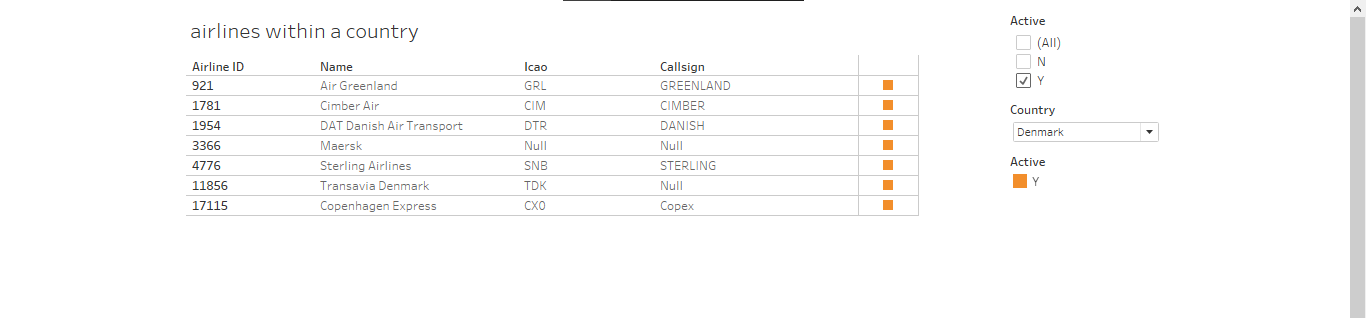 airlines within a country
Airline ID Name Icao Callsign
921 Air Greenland GRL GREENLAND
1781 Cimber Air CIM CIMBER
1954 DAT Danish Air Transport DTR DANISH
3366 Maersk Null Null
4776 Sterling Airlines SNB STERLING
11856 Transavia Denmark TDK Null
17115 Copenhagen Express CX0 Copex
Active
(All)
N
Y
Country
Denmark
Active
Y